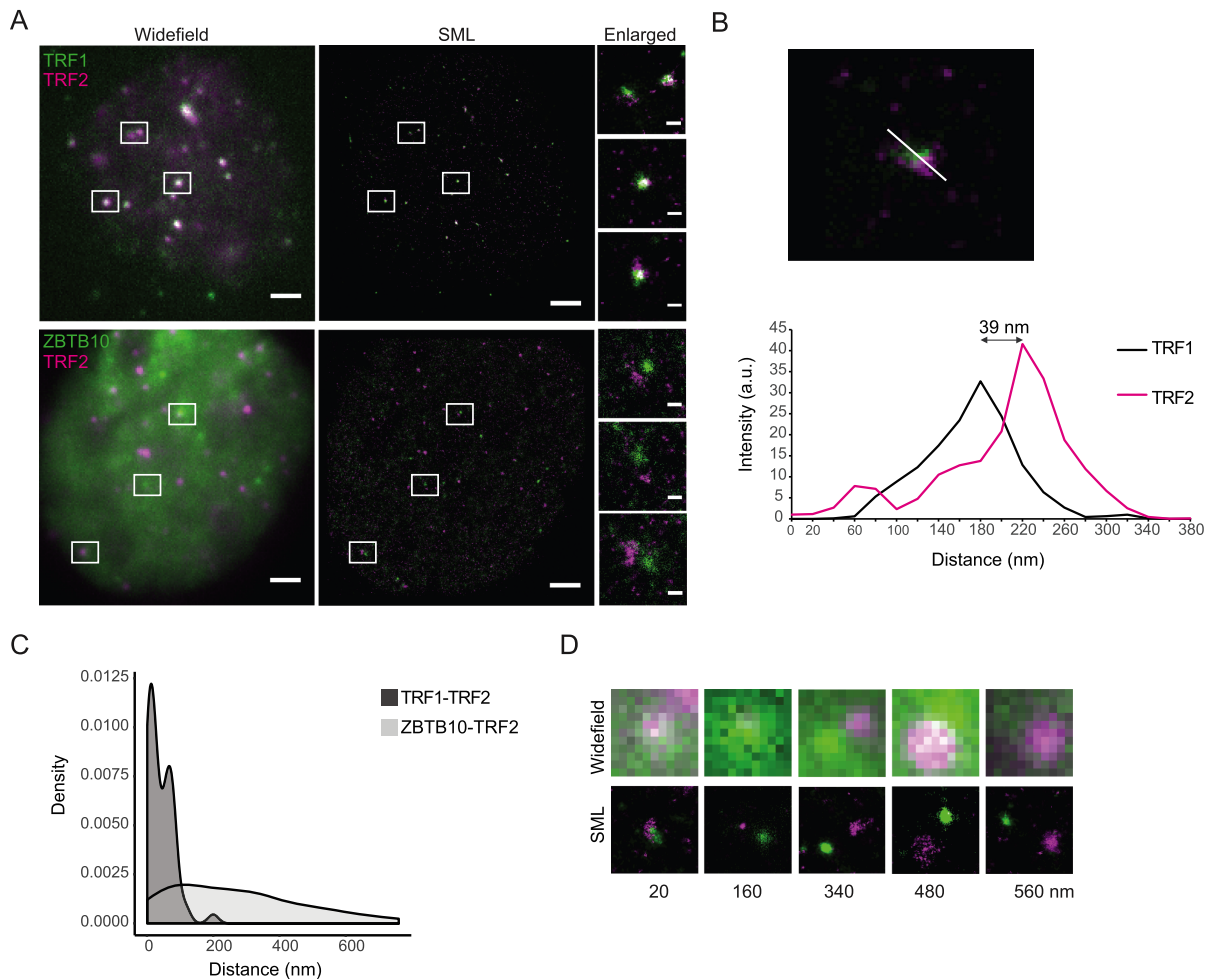 A
Widefield
SML
Enlarged
TRF1
TRF2
ZBTB10
TRF2
B
39 nm
TRF1
TRF2
Intensity (a.u.)
45
40
35
30
25
20
15
10
5
0
0 20 60 100 140 180 220 260 300 340 380
Distance (nm)
C
0.0125
0.0100
0.0075
0.0050
0.0025
0.0000
Density
TRF1-TRF2
ZBTB10-TRF2
0 200 400 600
Distance (nm)
D
Widefield
SML
20 160 340 480 560 nm